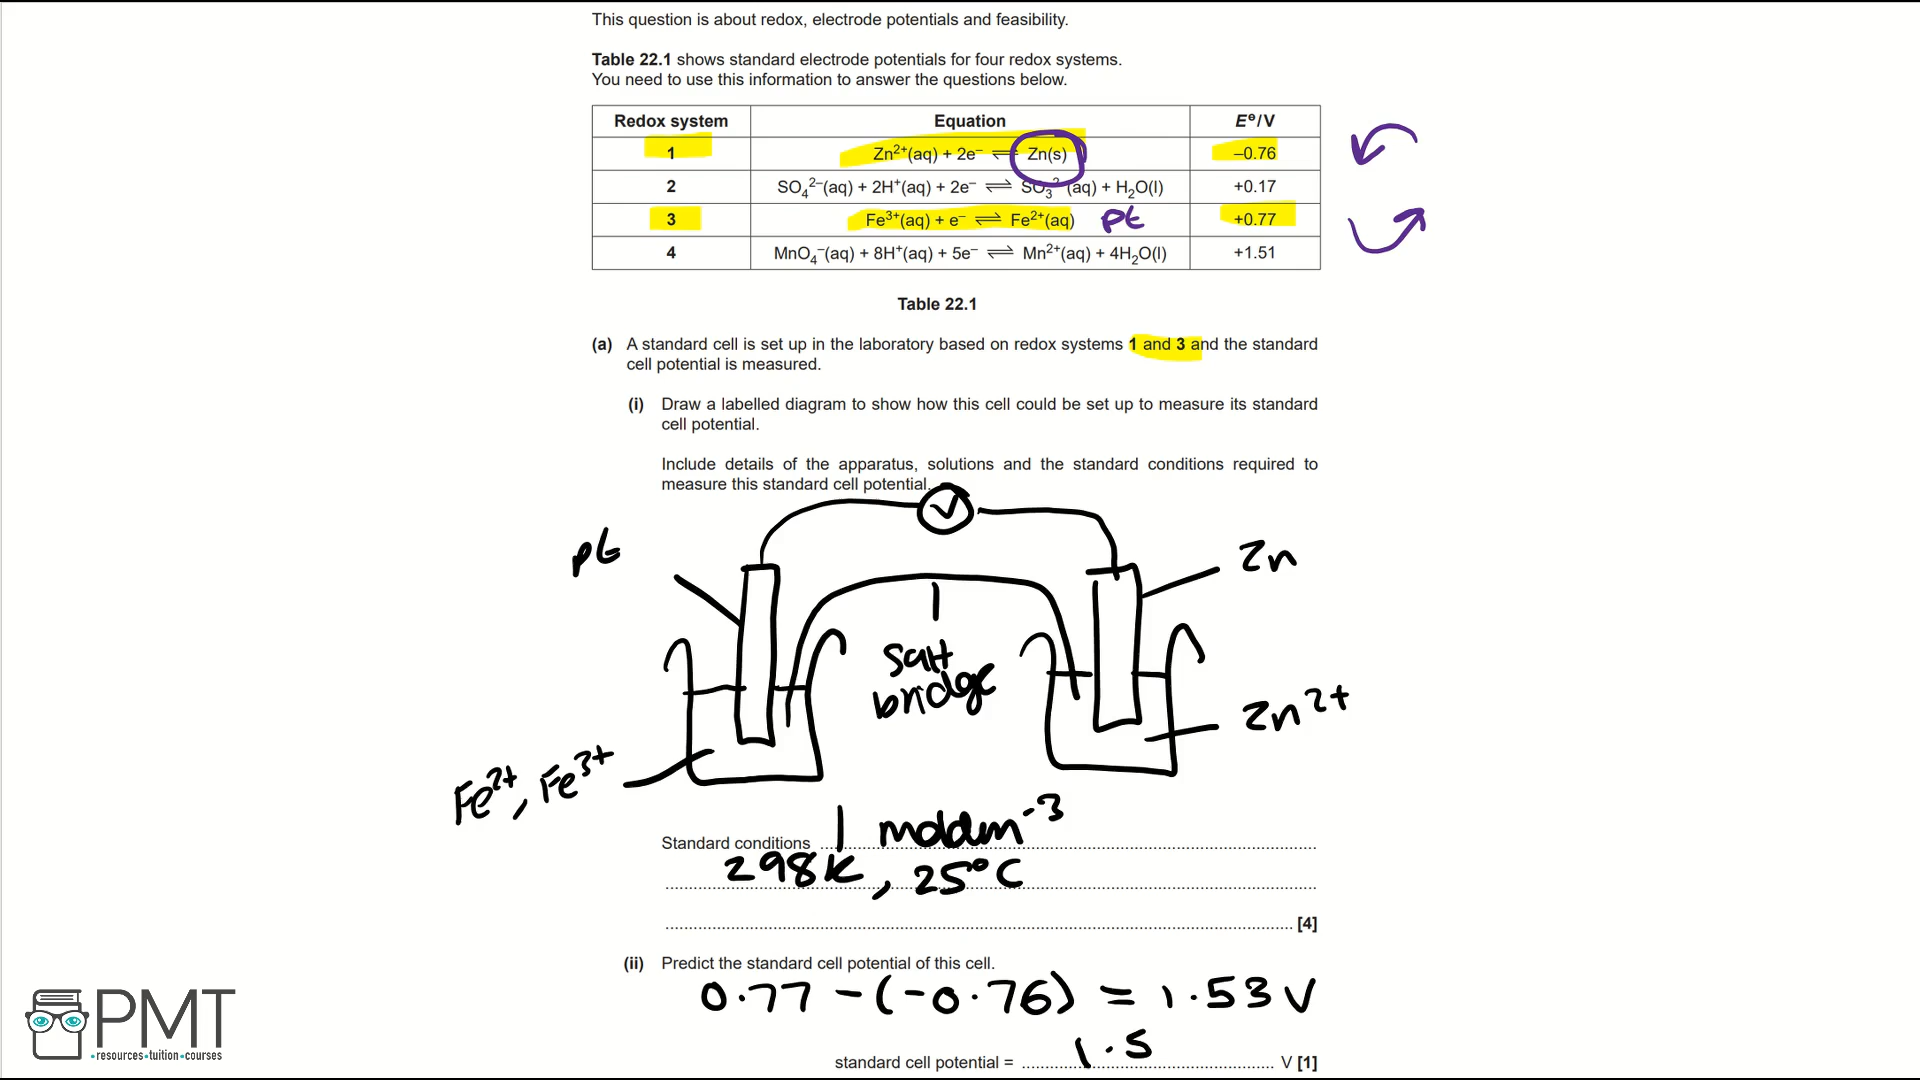 This question is about redox, electrode potentials and feasibility.
Table 22.1 shows standard electrode potentials for four redox systems.
You need to use this information to answer the questions below.
Redox system Equation E⦵/V
1 Zn²⁺(aq) + 2e⁻ ⇌ Zn(s) –0.76
2 SO₄²⁻(aq) + 2H⁺(aq) + 2e⁻ ⇌ SO₃²⁻(aq) + H₂O(l) +0.17
3 Fe³⁺(aq) + e⁻ ⇌ Fe²⁺(aq) pt +0.77
4 MnO₄⁻(aq) + 8H⁺(aq) + 5e⁻ ⇌ Mn²⁺(aq) + 4H₂O(l) +1.51
Table 22.1
(a) A standard cell is set up in the laboratory based on redox systems 1 and 3 and the standard
cell potential is measured.
(i) Draw a labelled diagram to show how this cell could be set up to measure its standard
cell potential.
Include details of the apparatus, solutions and the standard conditions required to
measure this standard cell potential.
V
pt
Zn
salt
bridge
Zn²⁺
Fe²⁺, Fe³⁺
Standard conditions 1 moldm⁻³
298K, 25°C
[4]
(ii) Predict the standard cell potential of this cell.
0.77 – (–0.76) = 1.53 V
standard cell potential = 1.5 V [1]
PMT
resources•tuition•courses